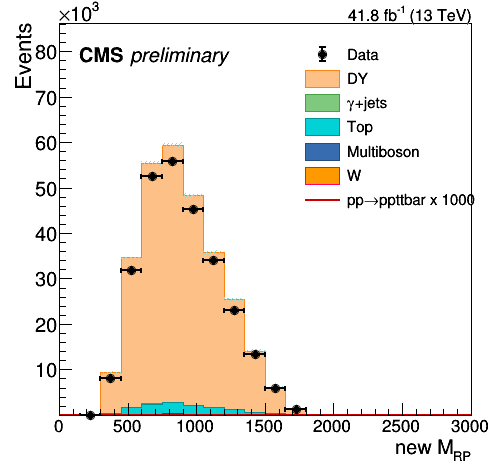 ×10³
41.8 fb⁻¹ (13 TeV)
Events
CMS preliminary
Data
DY
γ+jets
Top
Multiboson
W
pp→ppttbar x 1000
80
70
60
50
40
30
20
10
0 500 1000 1500 2000 2500 3000
new M_RP